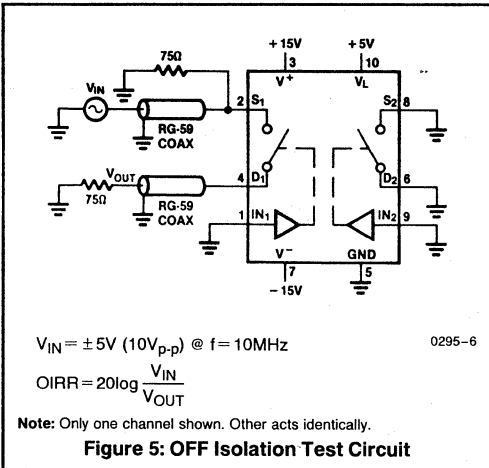 75Ω
+15V
+5V
3
10
V+
VL
VIN
2
S1
S2
8
RG-59
COAX
VOUT
4
D1
D2
6
75Ω
RG-59
COAX
1
IN1
IN2
9
V−
GND
7
5
−15V
VIN = ±5V (10Vp-p) @ f = 10MHz
0295-6
OIRR = 20log VIN
VOUT
Note: Only one channel shown. Other acts identically.
Figure 5: OFF Isolation Test Circuit